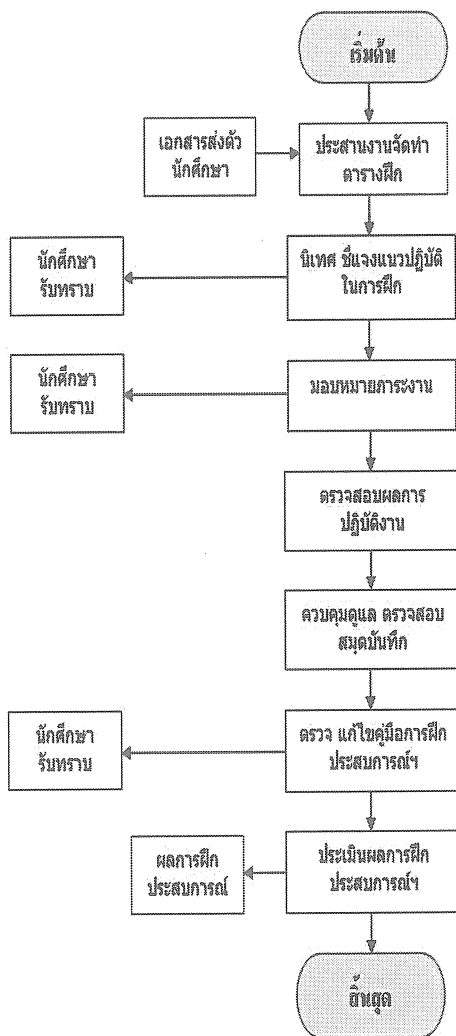 เริ่มต้น
เอกสารส่งตัว
นักศึกษา
ประสานงานจัดทำ
ตารางฝึก
นักศึกษา
รับทราบ
นิเทศ ชี้แจงแนวปฏิบัติ
ในการฝึก
นักศึกษา
รับทราบ
มอบหมายภาระงาน
ตรวจสอบผลการ
ปฏิบัติงาน
ควบคุมดูแล ตรวจสอบ
สมุดบันทึก
นักศึกษา
รับทราบ
ตรวจ แก้ไขคู่มือการฝึก
ประสบการณ์ฯ
ผลการฝึก
ประสบการณ์
ประเมินผลการฝึก
ประสบการณ์ฯ
สิ้นสุด